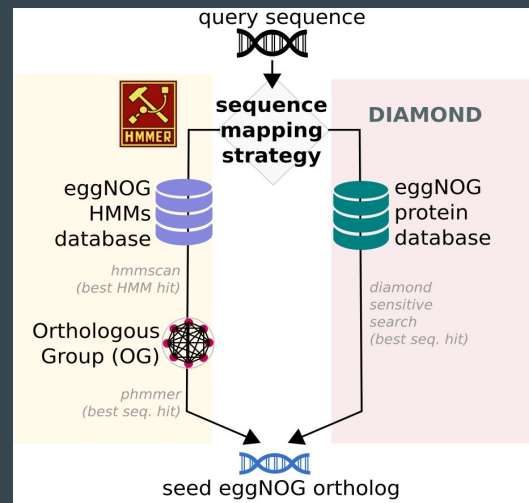 query sequence
HMMER
sequence
mapping
strategy
DIAMOND
eggNOG
HMMs
database
eggNOG
protein
database
hmmscan
(best HMM hit)
diamond
sensitive
search
(best seq. hit)
Orthologous
Group (OG)
phmmer
(best seq. hit)
seed eggNOG ortholog